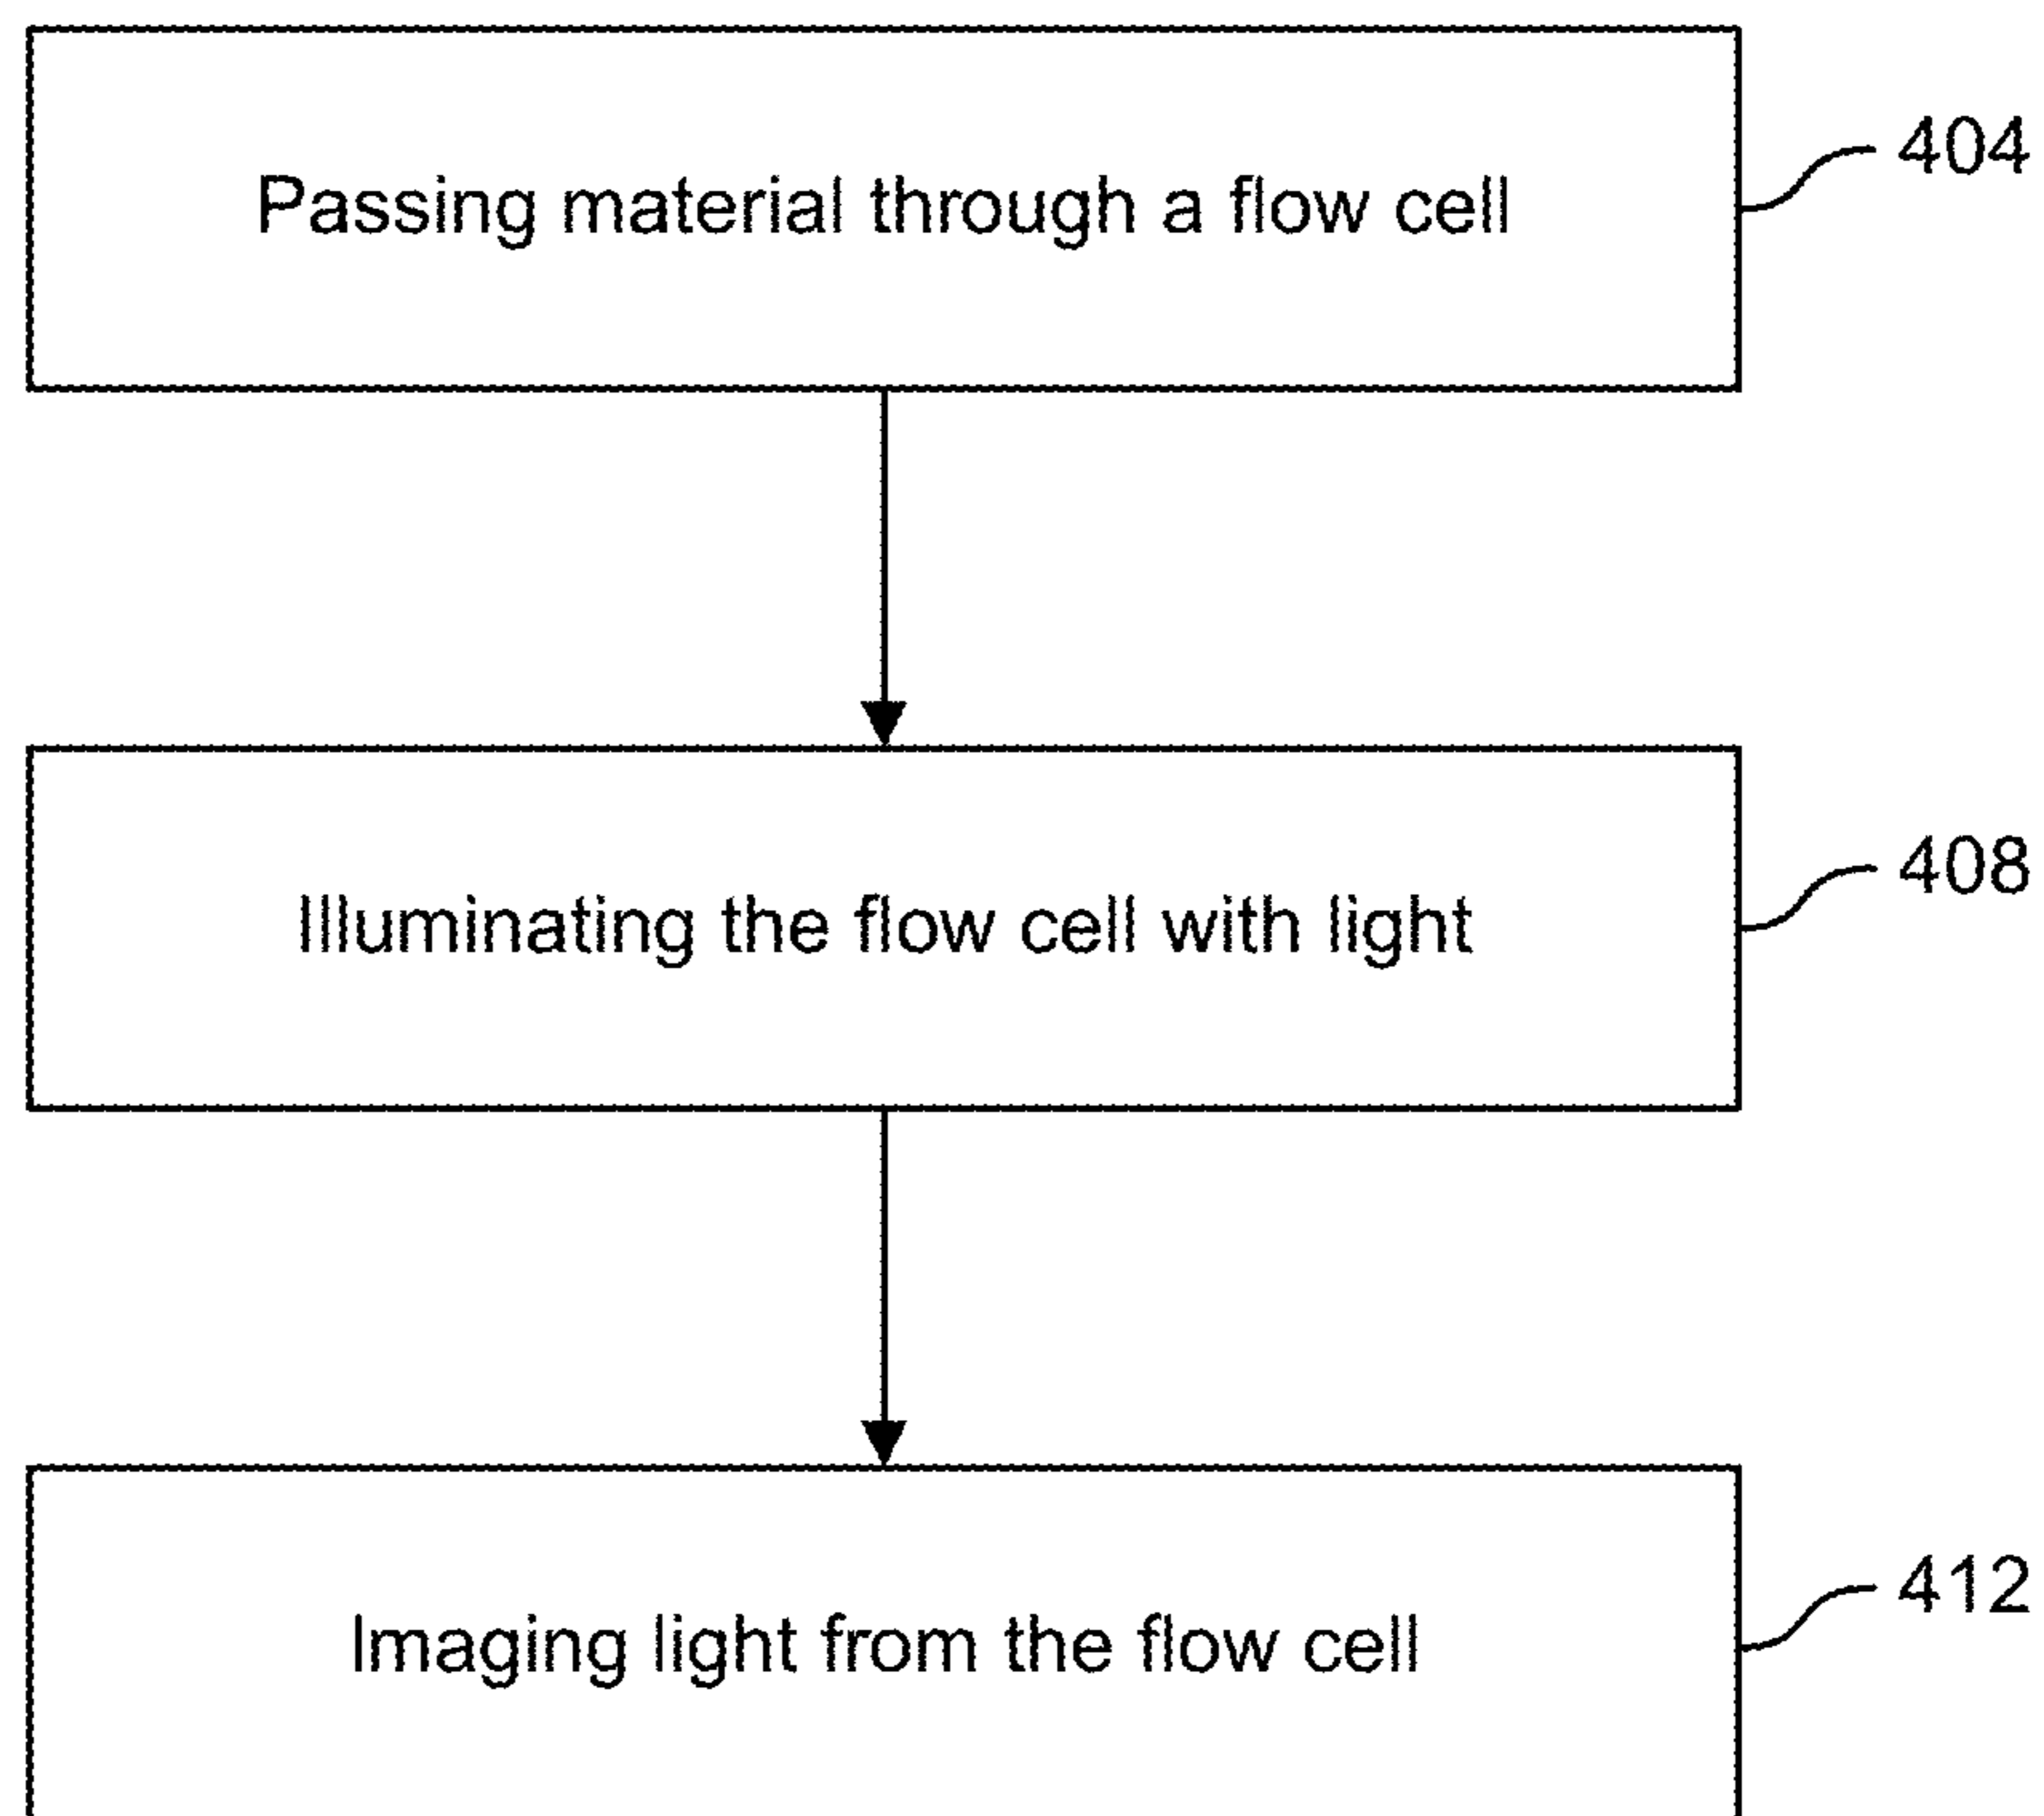 Passing material through a flow cell
404
Illuminating the flow cell with light
408
Imaging light from the flow cell
412